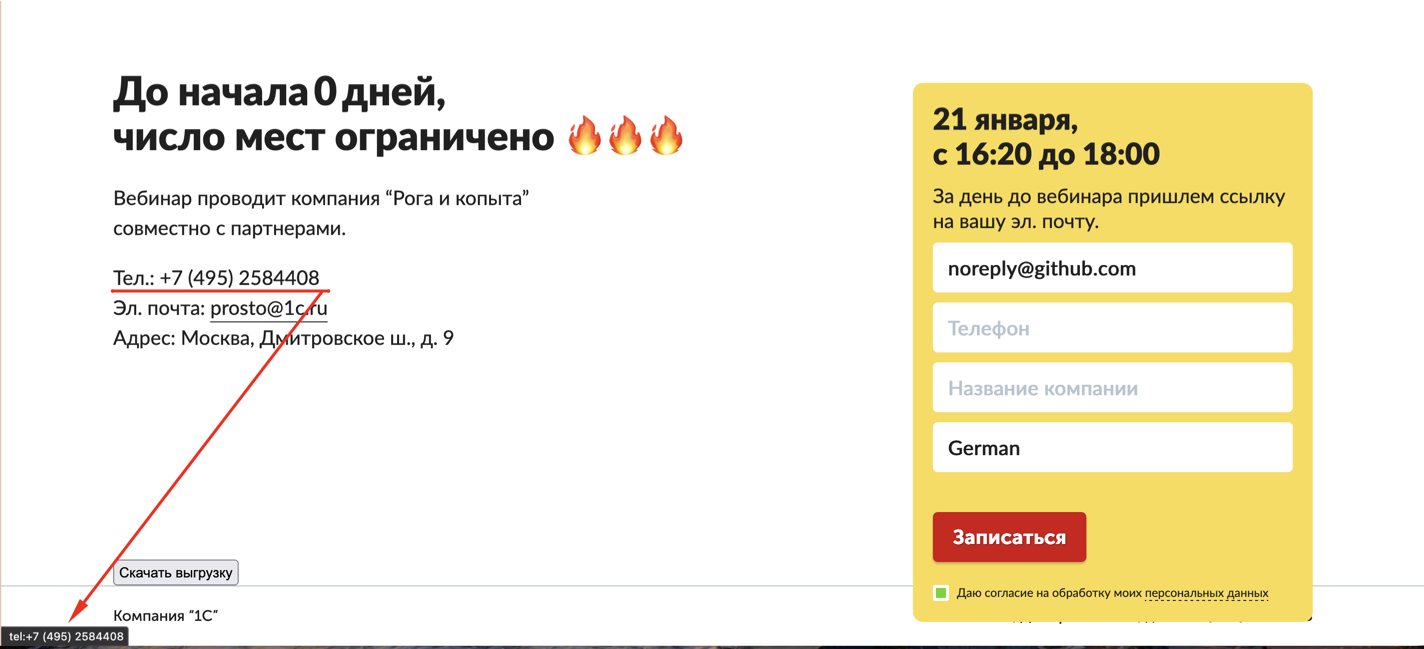 До начала 0 дней,
число мест ограничено 🔥🔥🔥
Вебинар проводит компания “Рога и копыта”
совместно с партнерами.
Тел.: +7 (495) 2584408
Эл. почта: prosto@1c.ru
Адрес: Москва, Дмитровское ш., д. 9
21 января,
с 16:20 до 18:00
За день до вебинара пришлем ссылку
на вашу эл. почту.
noreply@github.com
Телефон
Название компании
German
Записаться
Даю согласие на обработку моих персональных данных
Скачать выгрузку
Компания “1С”
tel:+7 (495) 2584408